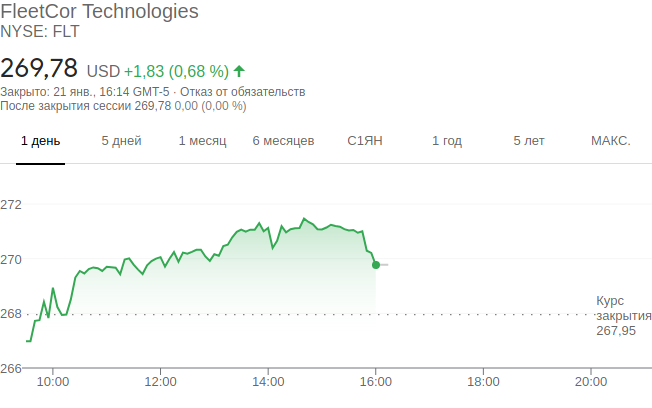 FleetCor Technologies
NYSE: FLT
269,78 USD +1,83 (0,68 %)
Закрыто: 21 янв., 16:14 GMT-5 · Отказ от обязательств
После закрытия сессии 269,78 0,00 (0,00 %)
1 день 5 дней 1 месяц 6 месяцев С1ЯН 1 год 5 лет МАКС.
272
270
268
266
Курс
закрытия
267,95
10:00 12:00 14:00 16:00 18:00 20:00